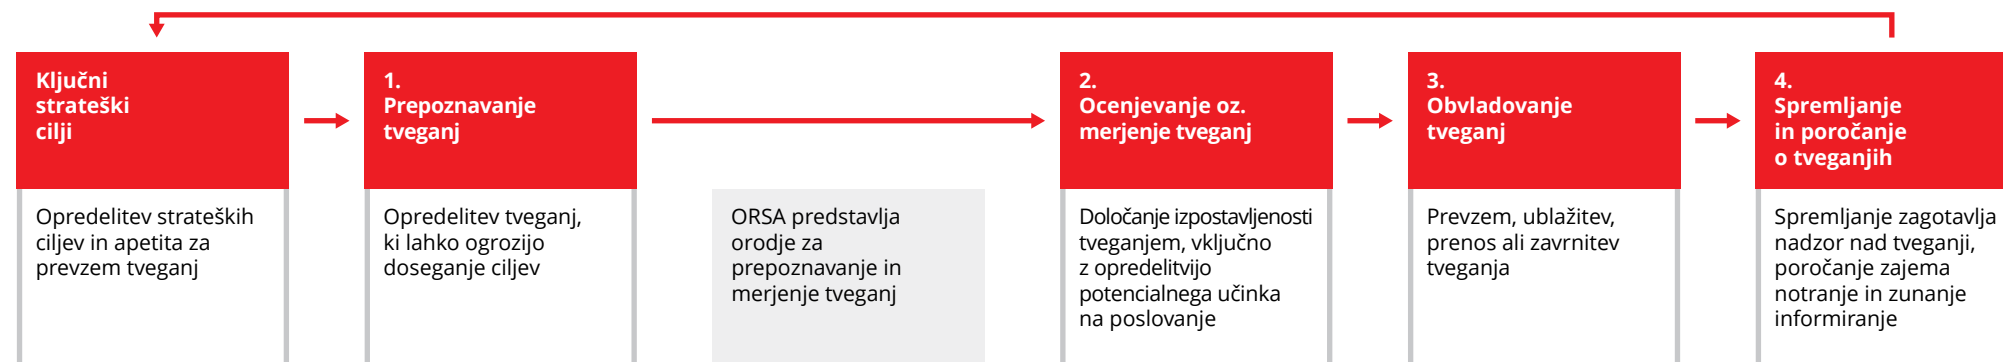 Ključni
strateški
cilji
Opredelitev strateških
ciljev in apetita za
prevzem tveganj
1.
Prepoznavanje
tveganj
Opredelitev tveganj,
ki lahko ogrozijo
doseganje ciljev
ORSA predstavlja
orodje za
prepoznavanje in
merjenje tveganj
2.
Ocenjevanje oz.
merjenje tveganj
Določanje izpostavljenosti
tveganjem, vključno
z opredelitvijo
potencialnega učinka
na poslovanje
3.
Obvladovanje
tveganj
Prevzem, ublažitev,
prenos ali zavrnitev
tveganja
4.
Spremljanje
in poročanje
o tveganjih
Spremljanje zagotavlja
nadzor nad tveganji,
poročanje zajema
notranje in zunanje
informiranje